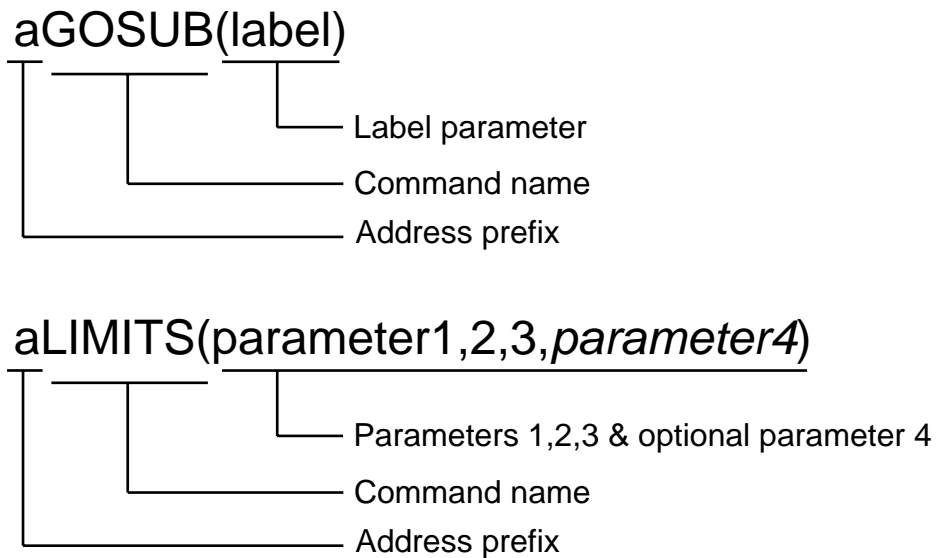 aGOSUB(label)
Label parameter
Command name
Address prefix
aLIMITS(parameter1,2,3,parameter4)
Parameters 1,2,3 & optional parameter 4
Command name
Address prefix